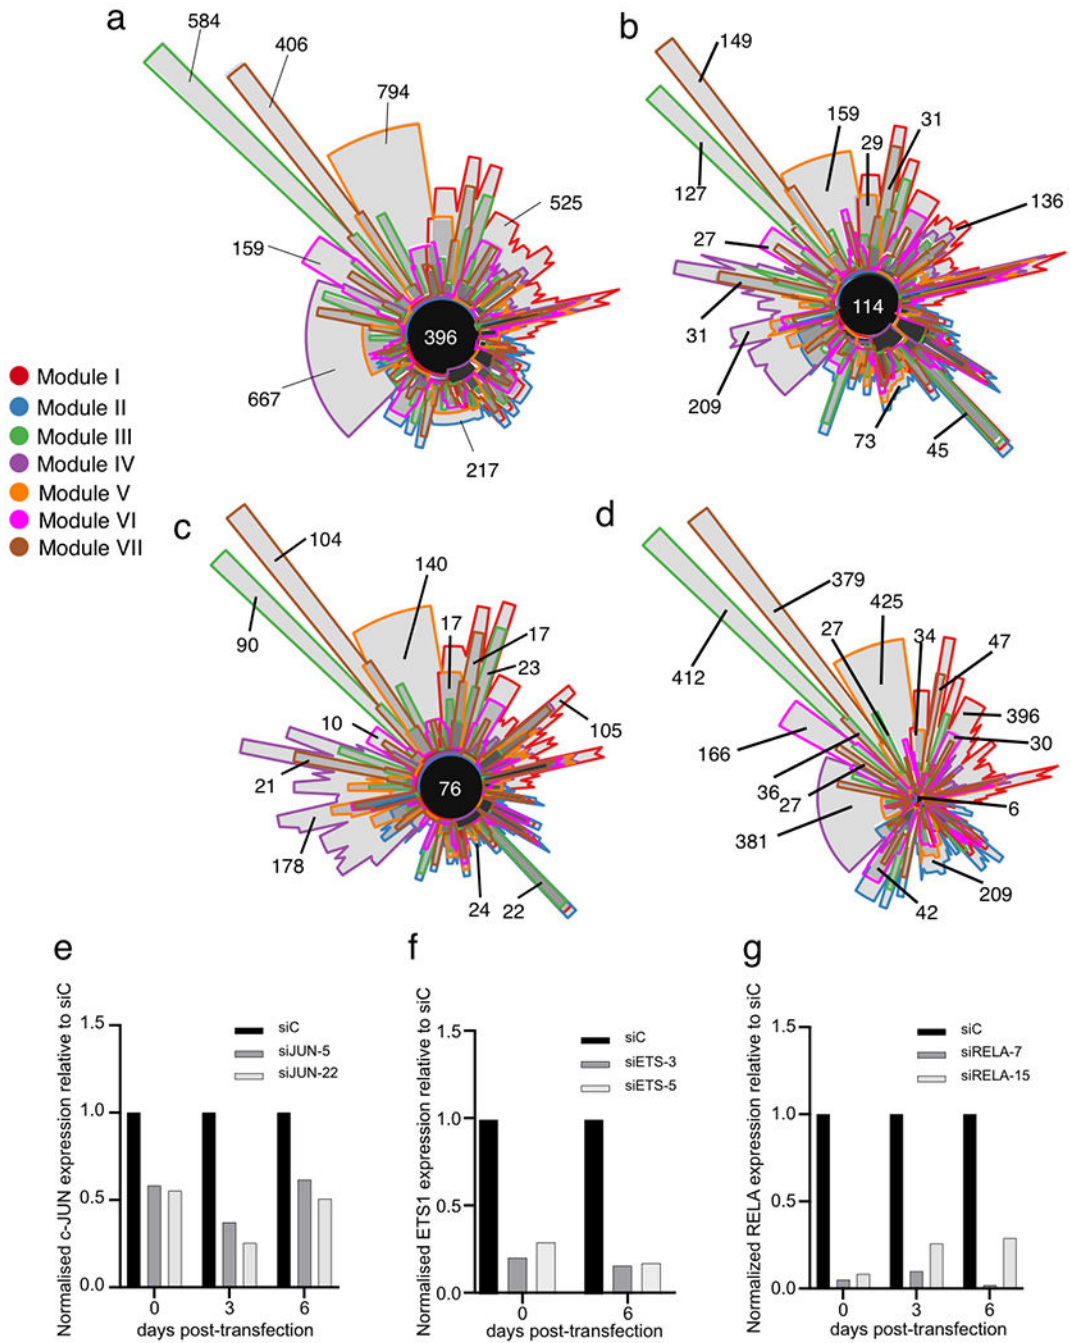 a
584
406
794
525
159
396
667
217
b
149
159
29
31
127
136
27
114
31
209
73
45
Module I
Module II
Module III
Module IV
Module V
Module VI
Module VII
c
104
140
17
17
23
90
10
105
21
76
178
24
22
d
379
425
27
34
47
412
396
30
166
36
27
6
381
209
42
e
Normalised c-JUN expression relative to siC
1.5
1.0
0.5
0.0
siC
siJUN-5
siJUN-22
0 3 6
days post-transfection
f
Normalised ETS1 expression relative to siC
1.5
1.0
0.5
0.0
siC
siETS-3
siETS-5
0 6
days post-transfection
g
Normalized RELA expression relative to siC
1.5
1.0
0.5
0.0
siC
siRELA-7
siRELA-15
0 3 6
days post-transfection